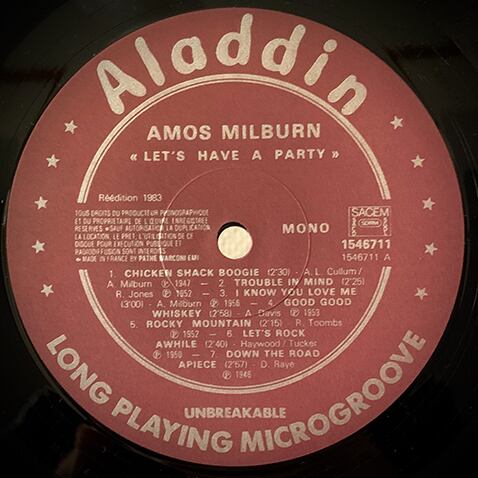 Aladdin
AMOS MILBURN
« LET'S HAVE A PARTY »
Réédition 1983
TOUS DROITS DU PRODUCTEUR PHONOGRAPHIQUE
ET DU PROPRIETAIRE DE L'ŒUVRE ENREGISTREE
RESERVES • SAUF AUTORISATION LA DUPLICATION
LA LOCATION, LE PRET, L'UTILISATION DE CE
DISQUE POUR EXECUTION PUBLIQUE ET
RADIODIFFUSION SONT INTERDITS
• MADE IN FRANCE BY PATHE MARCONI EMI
MONO
SACEM
1546711
1546711 A
1. CHICKEN SHACK BOOGIE (2'30) - A.L. Cullum/
A. Milburn Ⓟ 1947 - 2. TROUBLE IN MIND (2'25)
R. Jones Ⓟ 1952 - 3. I KNOW YOU LOVE ME
(3'00) - A. Milburn Ⓟ 1956 - 4. GOOD GOOD
WHISKEY (2'58) - A. Davis Ⓟ 1953
5. ROCKY MOUNTAIN (2'15) - R. Toombs
Ⓟ 1952 - 6. LET'S ROCK
AWHILE (2'40) - Haywood/Tucker
Ⓟ 1950 - 7. DOWN THE ROAD
APIECE (2'57) - D. Raye
Ⓟ 1946
UNBREAKABLE
LONG PLAYING MICROGROOVE